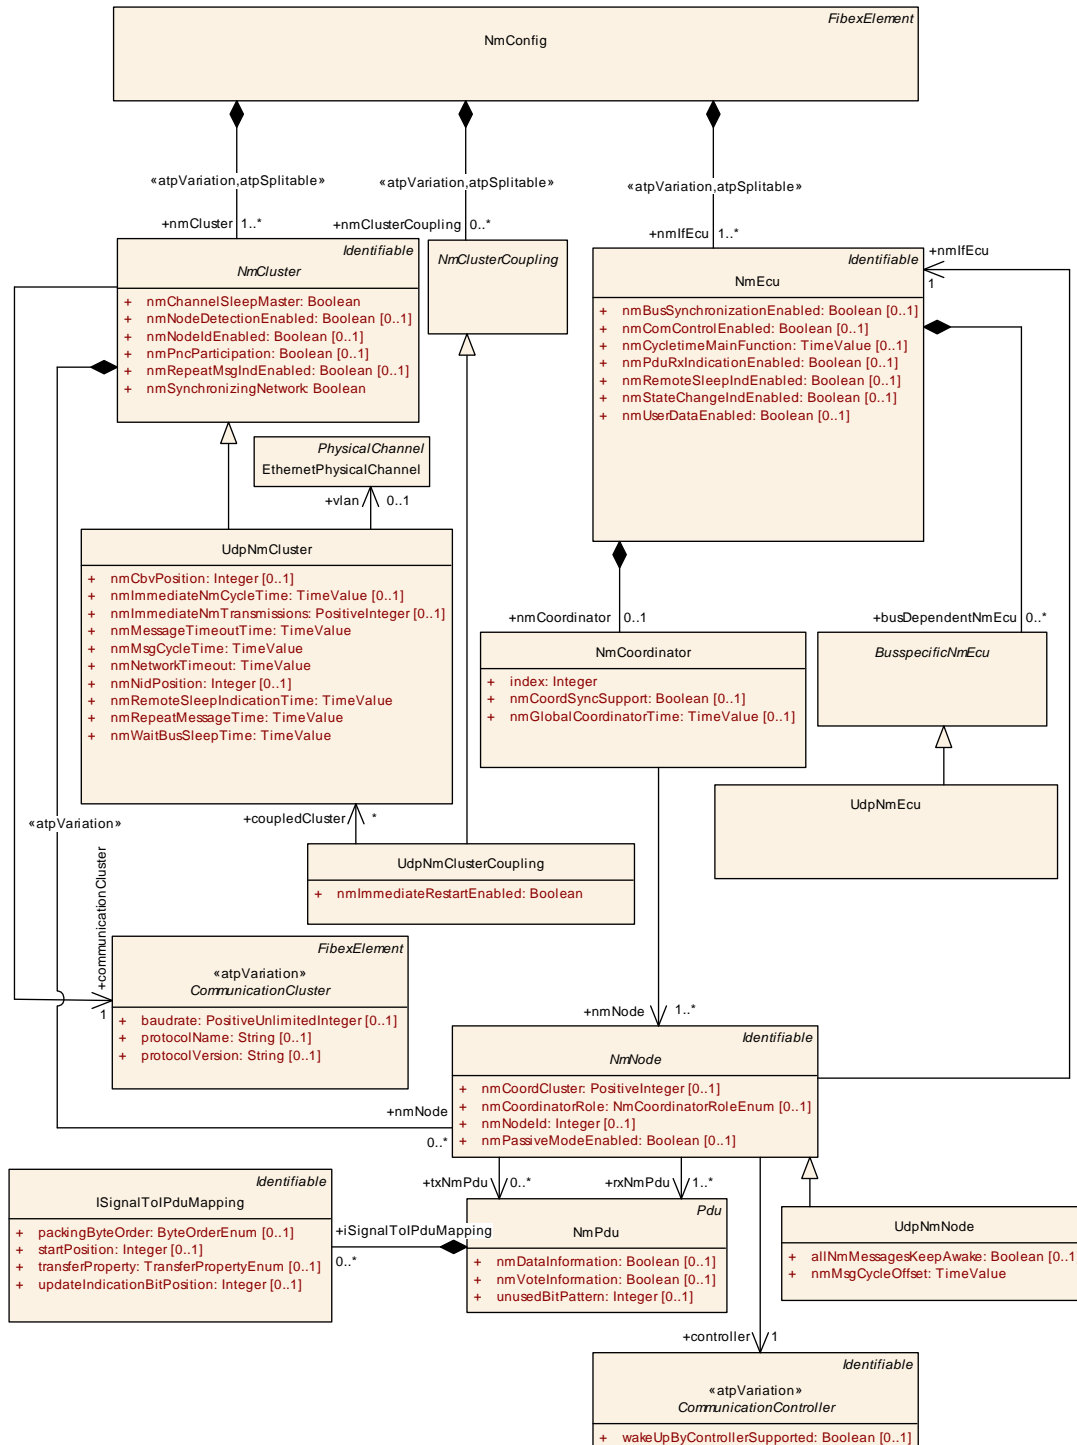 FibexElement
NmConfig
«atpVariation,atpSplitable»
«atpVariation,atpSplitable»
«atpVariation,atpSplitable»
+nmCluster 1..*
+nmClusterCoupling 0..*
+nmIfEcu 1..*
Identifiable
NmCluster
+ nmChannelSleepMaster: Boolean
+ nmNodeDetectionEnabled: Boolean [0..1]
+ nmNodeIdEnabled: Boolean [0..1]
+ nmPncParticipation: Boolean [0..1]
+ nmRepeatMsgIndEnabled: Boolean [0..1]
+ nmSynchronizingNetwork: Boolean
NmClusterCoupling
Identifiable
NmEcu
+ nmBusSynchronizationEnabled: Boolean [0..1]
+ nmComControlEnabled: Boolean [0..1]
+ nmCycletimeMainFunction: TimeValue [0..1]
+ nmPduRxIndicationEnabled: Boolean [0..1]
+ nmRemoteSleepIndEnabled: Boolean [0..1]
+ nmStateChangeIndEnabled: Boolean [0..1]
+ nmUserDataEnabled: Boolean [0..1]
+nmIfEcu
1
PhysicalChannel
EthernetPhysicalChannel
+vlan 0..1
UdpNmCluster
+ nmCbvPosition: Integer [0..1]
+ nmImmediateNmCycleTime: TimeValue [0..1]
+ nmImmediateNmTransmissions: PositiveInteger [0..1]
+ nmMessageTimeoutTime: TimeValue
+ nmMsgCycleTime: TimeValue
+ nmNetworkTimeout: TimeValue
+ nmNidPosition: Integer [0..1]
+ nmRemoteSleepIndicationTime: TimeValue
+ nmRepeatMessageTime: TimeValue
+ nmWaitBusSleepTime: TimeValue
+nmCoordinator 0..1
NmCoordinator
+ index: Integer
+ nmCoordSyncSupport: Boolean [0..1]
+ nmGlobalCoordinatorTime: TimeValue [0..1]
+busDependentNmEcu 0..*
BusspecificNmEcu
UdpNmEcu
«atpVariation»
+coupledCluster *
UdpNmClusterCoupling
+ nmImmediateRestartEnabled: Boolean
+communicationCluster
1
FibexElement
«atpVariation»
CommunicationCluster
+ baudrate: PositiveUnlimitedInteger [0..1]
+ protocolName: String [0..1]
+ protocolVersion: String [0..1]
+nmNode 1..*
Identifiable
NmNode
+ nmCoordCluster: PositiveInteger [0..1]
+ nmCoordinatorRole: NmCoordinatorRoleEnum [0..1]
+ nmNodeId: Integer [0..1]
+ nmPassiveModeEnabled: Boolean [0..1]
+nmNode
0..*
+txNmPdu 0..*
+rxNmPdu 1..*
Identifiable
ISignalToIPduMapping
+ packingByteOrder: ByteOrderEnum [0..1]
+ startPosition: Integer [0..1]
+ transferProperty: TransferPropertyEnum [0..1]
+ updateIndicationBitPosition: Integer [0..1]
+iSignalToIPduMapping
0..*
Pdu
NmPdu
+ nmDataInformation: Boolean [0..1]
+ nmVoteInformation: Boolean [0..1]
+ unusedBitPattern: Integer [0..1]
UdpNmNode
+ allNmMessagesKeepAwake: Boolean [0..1]
+ nmMsgCycleOffset: TimeValue
+controller 1
Identifiable
«atpVariation»
CommunicationController
+ wakeUpByControllerSupported: Boolean [0..1]